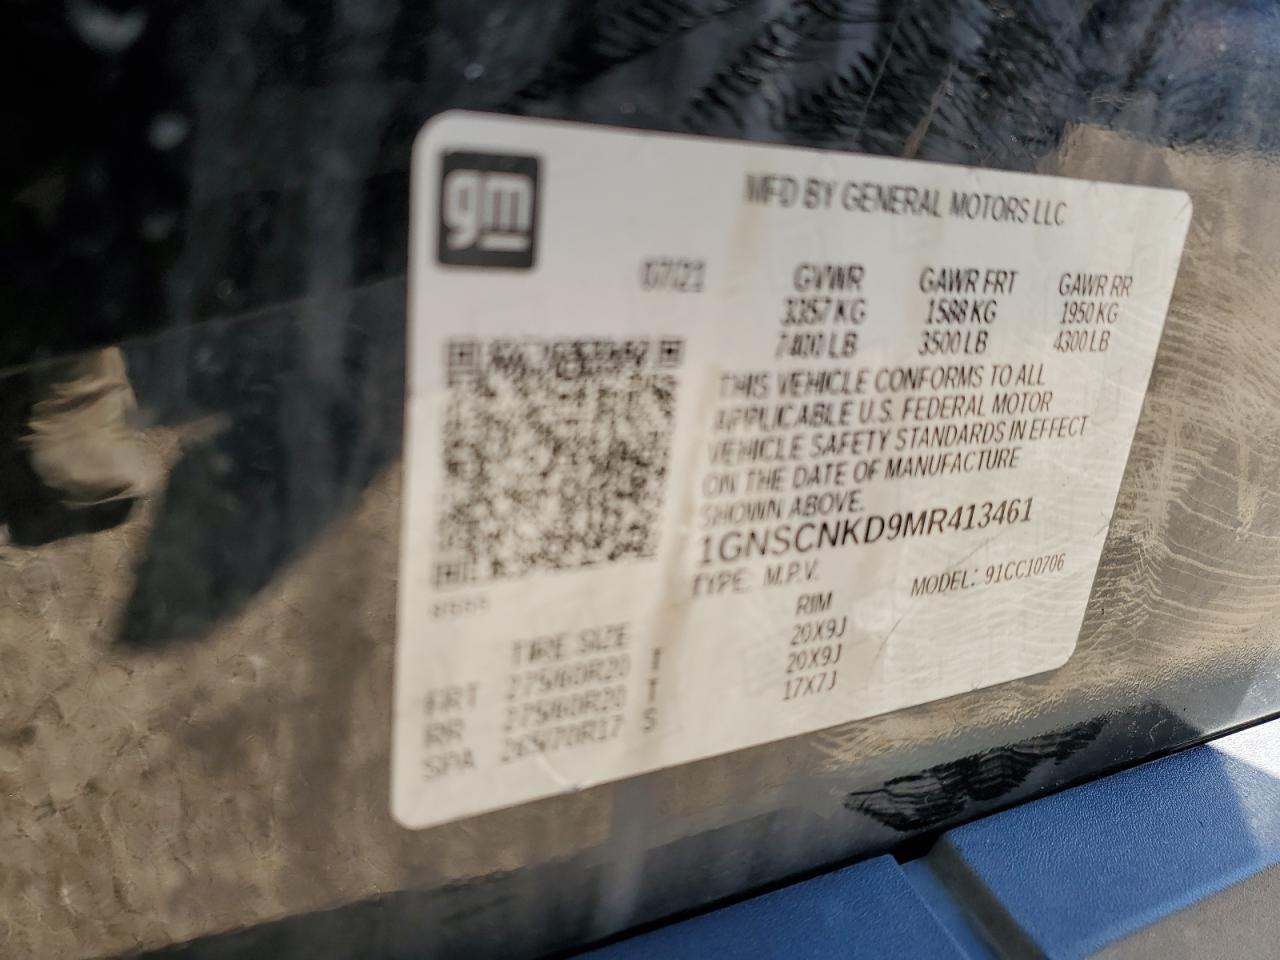 gm
MFD BY GENERAL MOTORS LLC
07/21
GVWR GAWR FRT GAWR RR
3357 KG 1588 KG 1950 KG
7400 LB 3500 LB 4300 LB
THIS VEHICLE CONFORMS TO ALL
APPLICABLE U.S. FEDERAL MOTOR
VEHICLE SAFETY STANDARDS IN EFFECT
ON THE DATE OF MANUFACTURE
SHOWN ABOVE.
1GNSCNKD9MR413461
TYPE: M.P.V. MODEL: 91CC10706
TIRE SIZE RIM
FRT 275/60R20 T 20X9J
RR 275/60R20 T 20X9J
SPA 265/70R17 S 17X7J